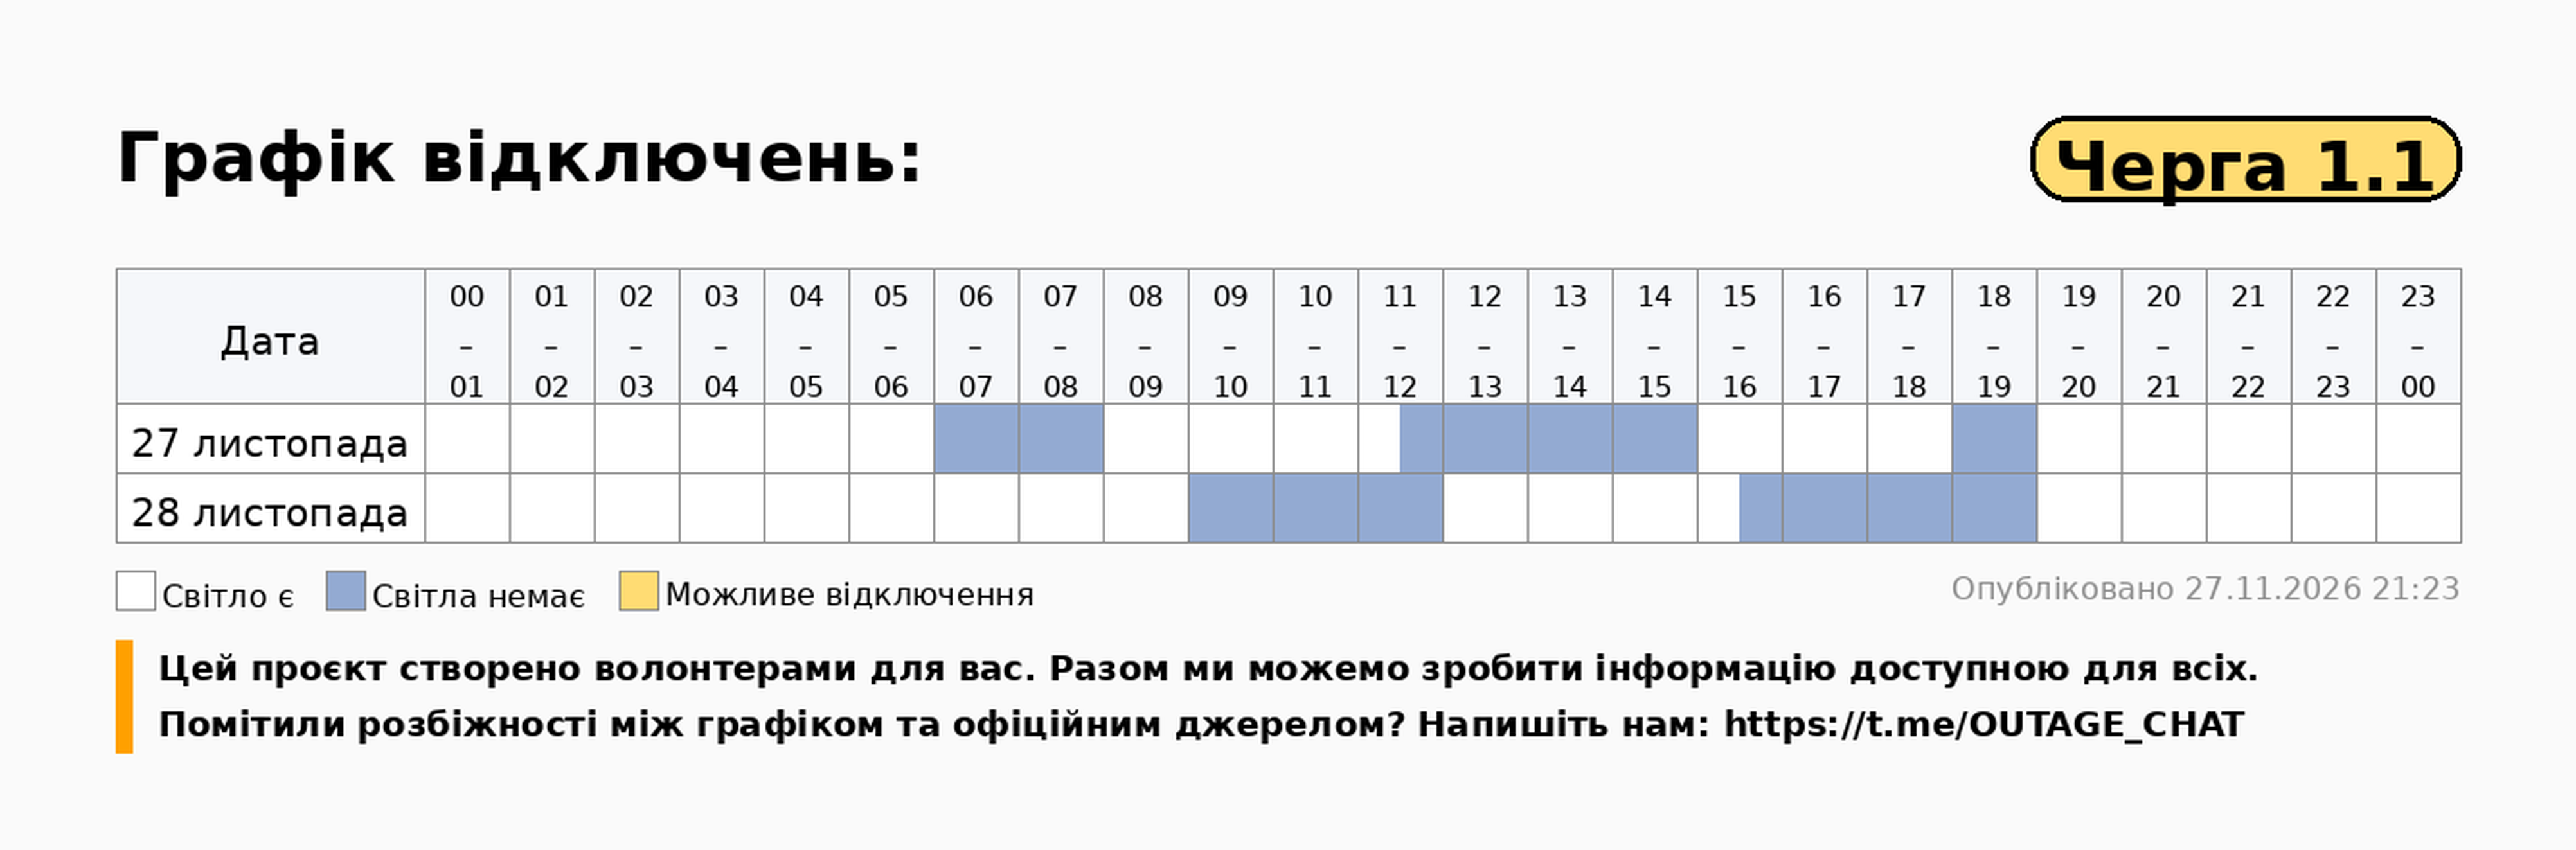 Графік відключень:
Черга 1.1
Дата 00 – 01 01 – 02 02 – 03 03 – 04 04 – 05 05 – 06 06 – 07 07 – 08 08 – 09 09 – 10 10 – 11 11 – 12 12 – 13 13 – 14 14 – 15 15 – 16 16 – 17 17 – 18 18 – 19 19 – 20 20 – 21 21 – 22 22 – 23 23 – 00
27 листопада
28 листопада
Світло є Світла немає Можливе відключення
Опубліковано 27.11.2026 21:23
Цей проєкт створено волонтерами для вас. Разом ми можемо зробити інформацію доступною для всіх.
Помітили розбіжності між графіком та офіційним джерелом? Напишіть нам: https://t.me/OUTAGE_CHAT